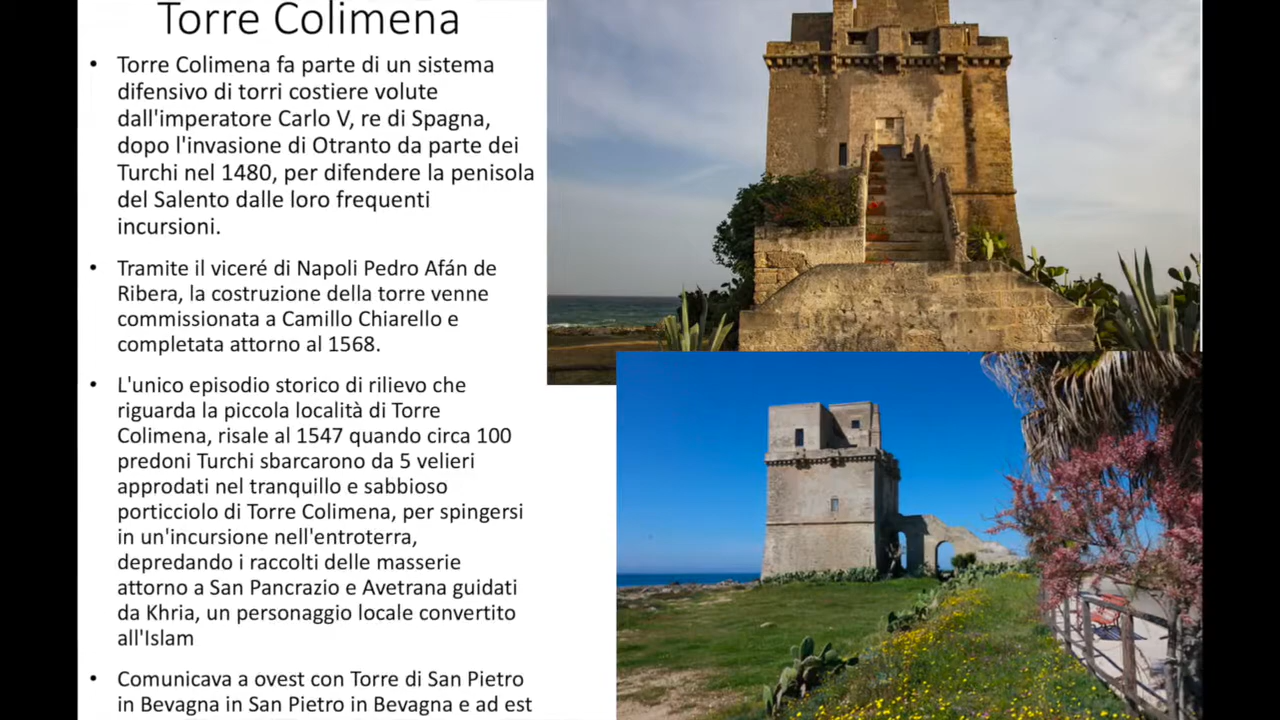 Torre Colimena
• Torre Colimena fa parte di un sistema
difensivo di torri costiere volute
dall'imperatore Carlo V, re di Spagna,
dopo l'invasione di Otranto da parte dei
Turchi nel 1480, per difendere la penisola
del Salento dalle loro frequenti
incursioni.
• Tramite il viceré di Napoli Pedro Afán de
Ribera, la costruzione della torre venne
commissionata a Camillo Chiarello e
completata attorno al 1568.
• L'unico episodio storico di rilievo che
riguarda la piccola località di Torre
Colimena, risale al 1547 quando circa 100
predoni Turchi sbarcarono da 5 velieri
approdati nel tranquillo e sabbioso
porticciolo di Torre Colimena, per spingersi
in un'incursione nell'entroterra,
depredando i raccolti delle masserie
attorno a San Pancrazio e Avetrana guidati
da Khria, un personaggio locale convertito
all'Islam
• Comunicava a ovest con Torre di San Pietro
in Bevagna in San Pietro in Bevagna e ad est